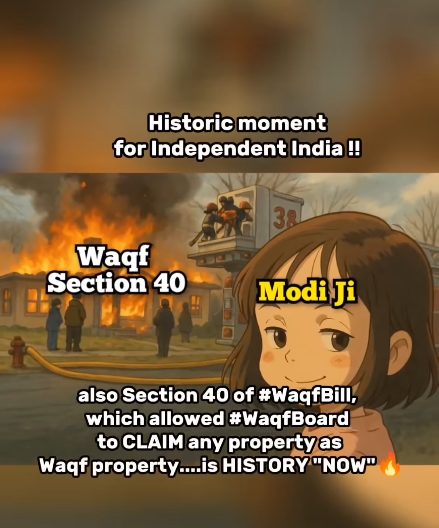 Historic moment
for Independent India !!
38
Waqf
Section 40
Modi Ji
also Section 40 of #WaqfBill,
which allowed #WaqfBoard
to CLAIM any property as
Waqf property....is HISTORY "NOW" 🔥